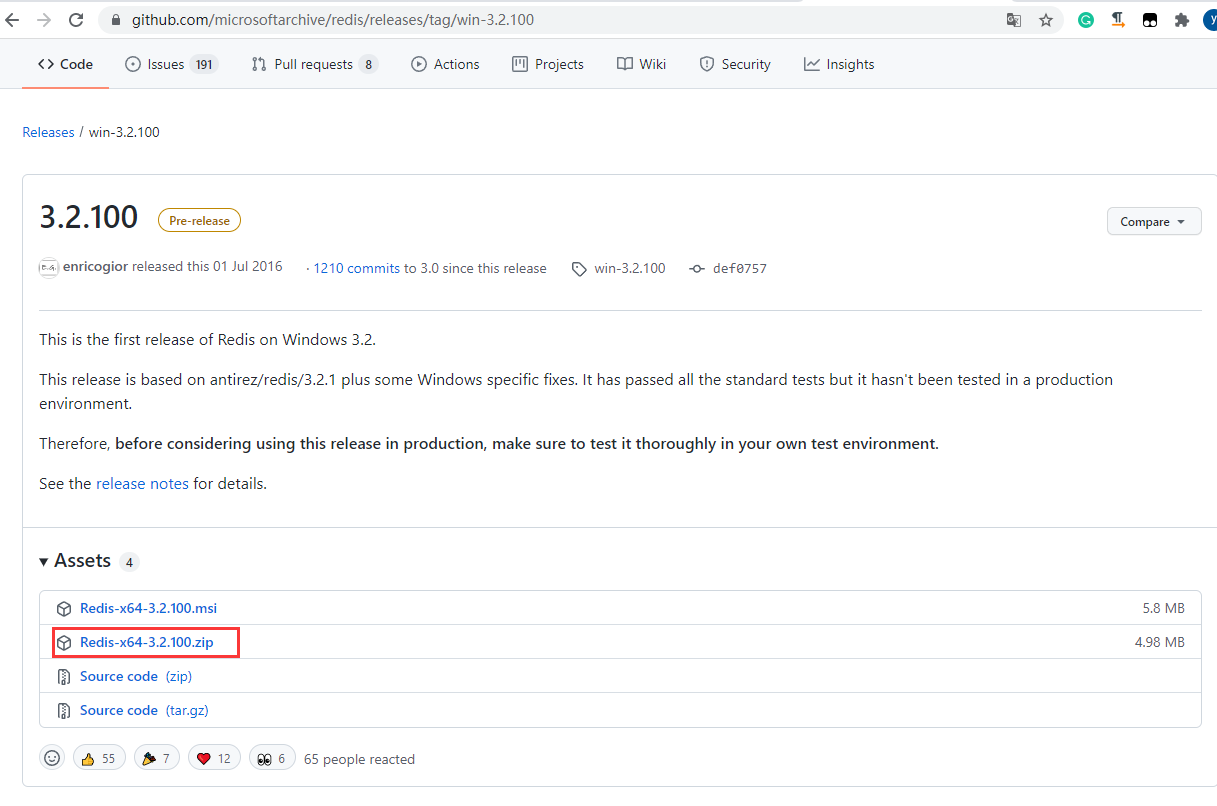 github.com/microsoftarchive/redis/releases/tag/win-3.2.100
Code Issues 191 Pull requests 8 Actions Projects Wiki Security Insights
Releases / win-3.2.100
3.2.100 Pre-release Compare
enricogior released this 01 Jul 2016 · 1210 commits to 3.0 since this release win-3.2.100 def0757
This is the first release of Redis on Windows 3.2.
This release is based on antirez/redis/3.2.1 plus some Windows specific fixes. It has passed all the standard tests but it hasn't been tested in a production
environment.
Therefore, before considering using this release in production, make sure to test it thoroughly in your own test environment.
See the release notes for details.
Assets 4
Redis-x64-3.2.100.msi 5.8 MB
Redis-x64-3.2.100.zip 4.98 MB
Source code (zip)
Source code (tar.gz)
55 7 12 6 65 people reacted